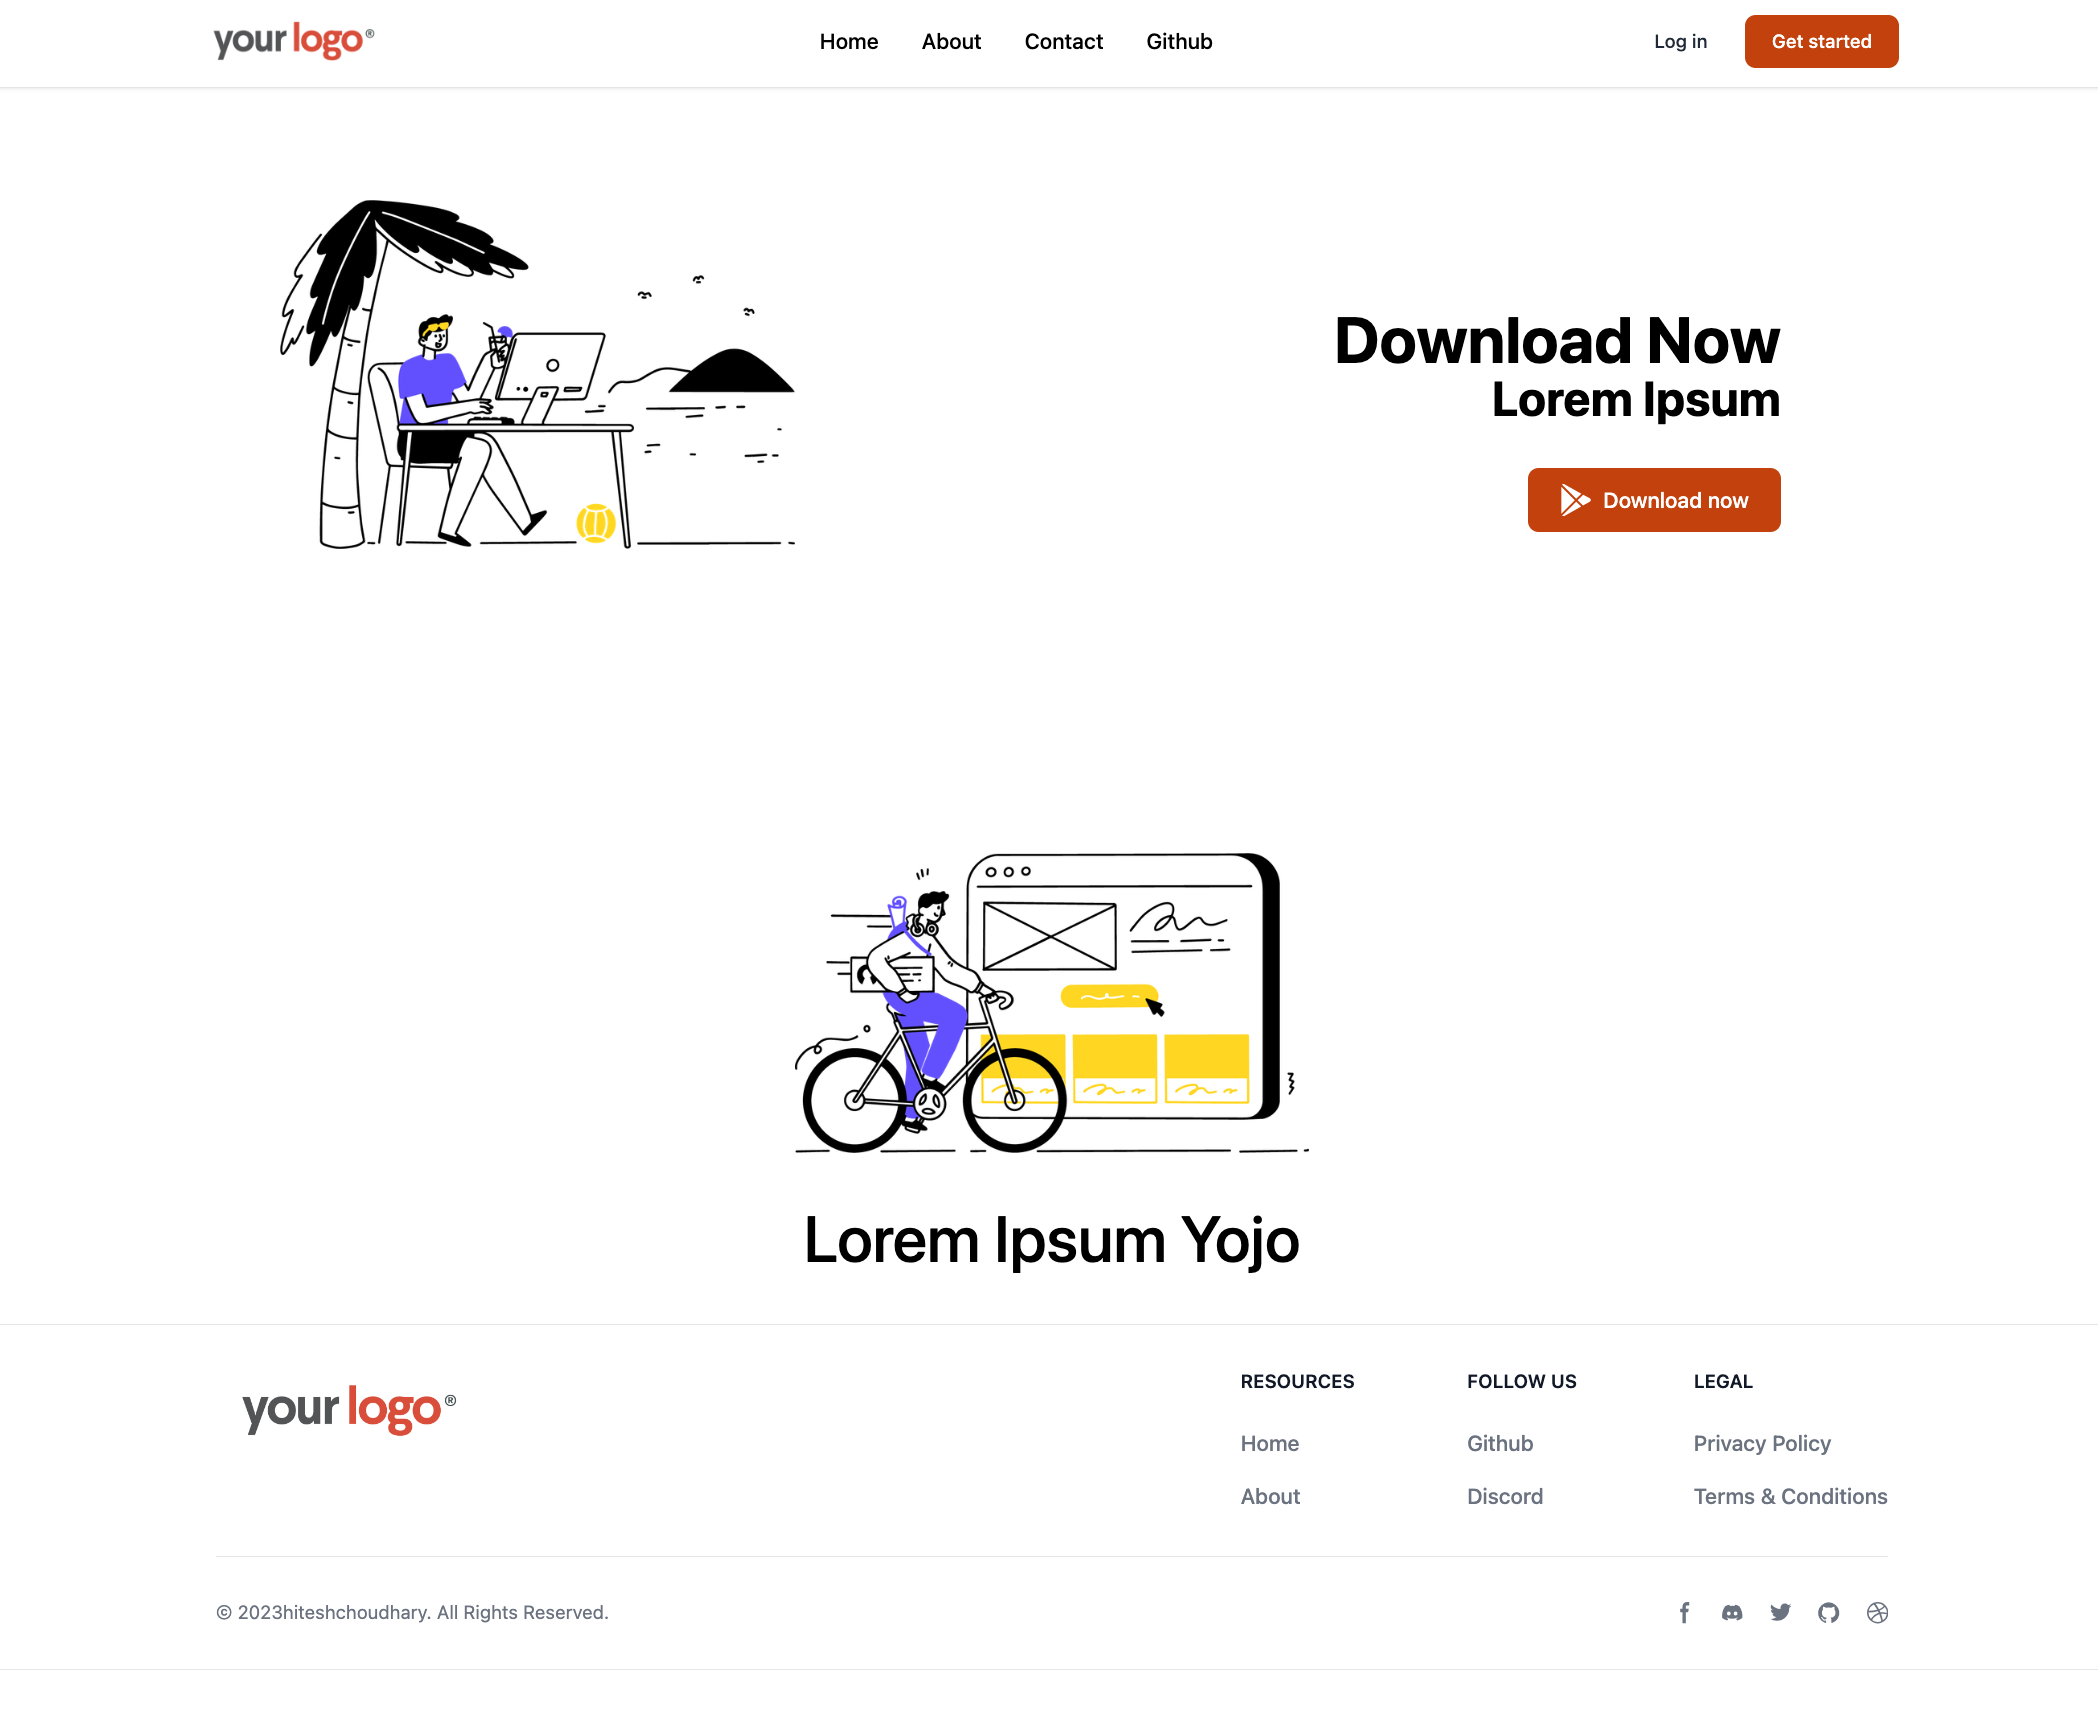 your logo®
Home About Contact Github
Log in Get started
Download Now
Lorem Ipsum
Download now
Lorem Ipsum Yojo
your logo®
RESOURCES
Home
About
FOLLOW US
Github
Discord
LEGAL
Privacy Policy
Terms & Conditions
© 2023hiteshchoudhary. All Rights Reserved.